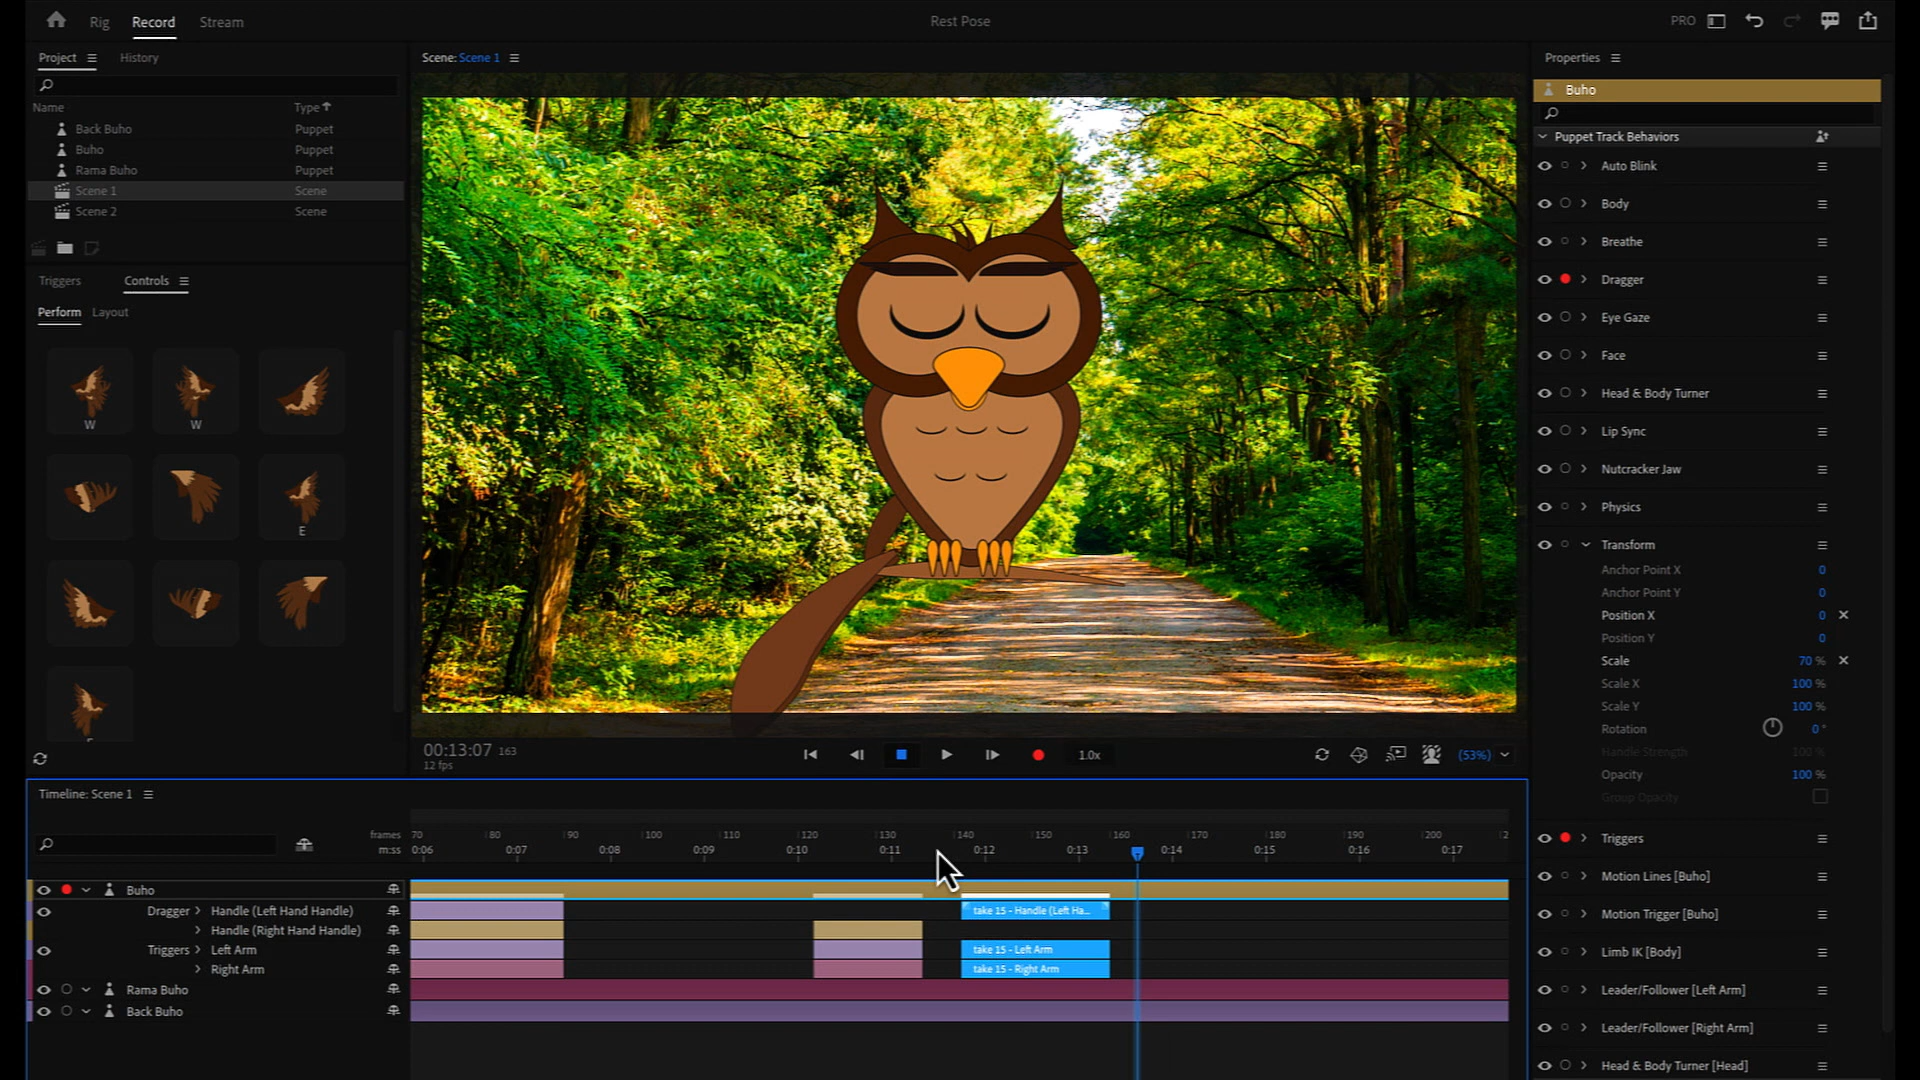 Rig Record Stream Rest Pose PRO
Project History
Name Type
Back Buho Puppet
Buho Puppet
Rama Buho Puppet
Scene 1 Scene
Scene 2 Scene
Triggers Controls
Perform Layout
W W
E
Scene: Scene 1
00:13:07 163
12 fps
1.0x
(53%)
Timeline: Scene 1
frames
m:ss
70 80 90 100 110 120 130 140 150 160 170 180 190 200 2
0:06 0:07 0:08 0:09 0:10 0:11 0:12 0:13 0:14 0:15 0:16 0:17
Buho
Dragger Handle (Left Hand Handle)
take 15 - Handle (Left Ha...
Handle (Right Hand Handle)
Triggers Left Arm
take 15 - Left Arm
Right Arm
take 15 - Right Arm
Rama Buho
Back Buho
Properties
Buho
Puppet Track Behaviors
Auto Blink
Body
Breathe
Dragger
Eye Gaze
Face
Head & Body Turner
Lip Sync
Nutcracker Jaw
Physics
Transform
Anchor Point X 0
Anchor Point Y 0
Position X 0
Position Y 0
Scale 70 %
Scale X 100 %
Scale Y 100 %
Rotation 0 °
Handle Strength 100 %
Opacity 100 %
Group Opacity
Triggers
Motion Lines [Buho]
Motion Trigger [Buho]
Limb IK [Body]
Leader/Follower [Left Arm]
Leader/Follower [Right Arm]
Head & Body Turner [Head]